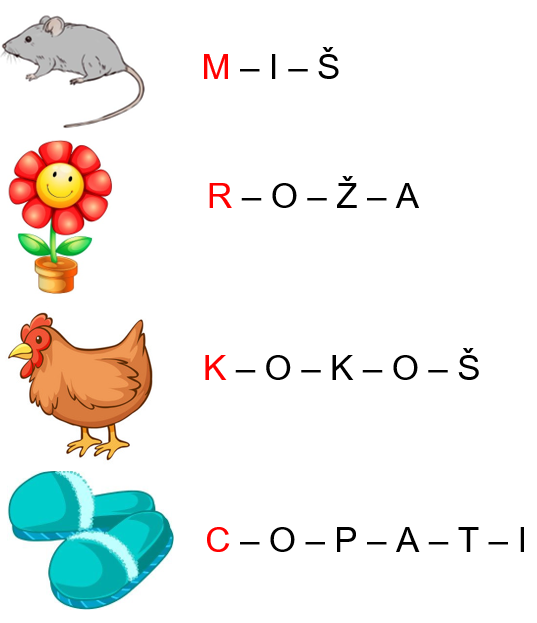 M – I – Š
R – O – Ž – A
K – O – K – O – Š
C – O – P – A – T – I